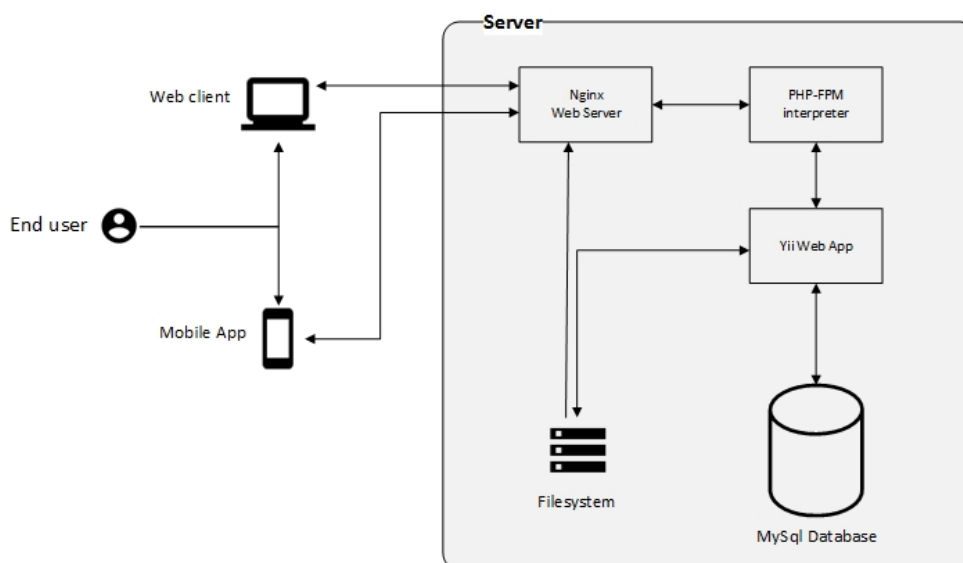 Server
Web client
Nginx
Web Server
PHP-FPM
interpreter
End user
Yii Web App
Mobile App
Filesystem
MySql Database